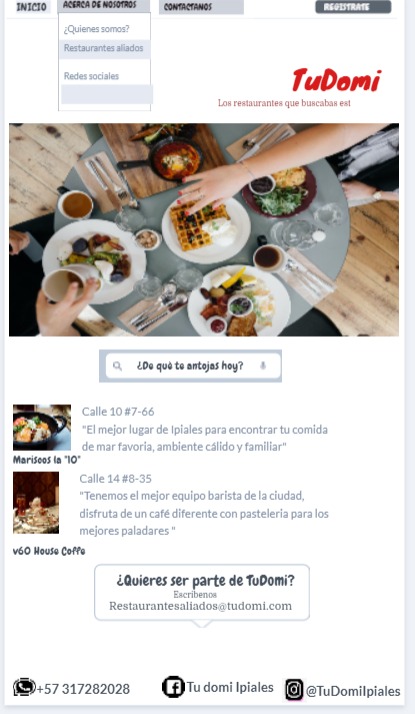 INICIO
ACERCA DE NOSOTROS
CONTACTANOS
REGISTRATE
¿Quienes somos?
Restaurantes aliados
Redes sociales
TuDomi
Los restaurantes que buscabas est
¿De qué te antojas hoy?
Calle 10 #7-66
"El mejor lugar de Ipiales para encontrar tu comida
de mar favoria, ambiente cálido y familiar"
Mariscos la "10"
Calle 14 #8-35
"Tenemos el mejor equipo barista de la ciudad,
disfruta de un café diferente con pasteleria para los
mejores paladares "
v60 House Coffe
¿Quieres ser parte de TuDomi?
Escribenos
Restaurantesaliados@tudomi.com
+57 317282028
Tu domi Ipiales
@TuDomiIpiales